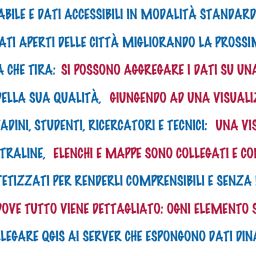 ABILE E DATI ACCESSIBILI IN MODALITÀ STANDARD
ATI APERTI DELLE CITTÀ MIGLIORANDO LA PROSSIM
A CHE TIRA: SI POSSONO AGGREGARE I DATI SU UNA
DELLA SUA QUALITÀ, GIUNGENDO AD UNA VISUALIZ
ADINI, STUDENTI, RICERCATORI E TECNICI: UNA VIS
TRALINE, ELENCHI E MAPPE SONO COLLEGATI E CO
TETIZZATI PER RENDERLI COMPRENSIBILI E SENZA
DOVE TUTTO VIENE DETTAGLIATO: OGNI ELEMENTO S
LEGARE QGIS AI SERVER CHE ESPONGONO DATI DINA